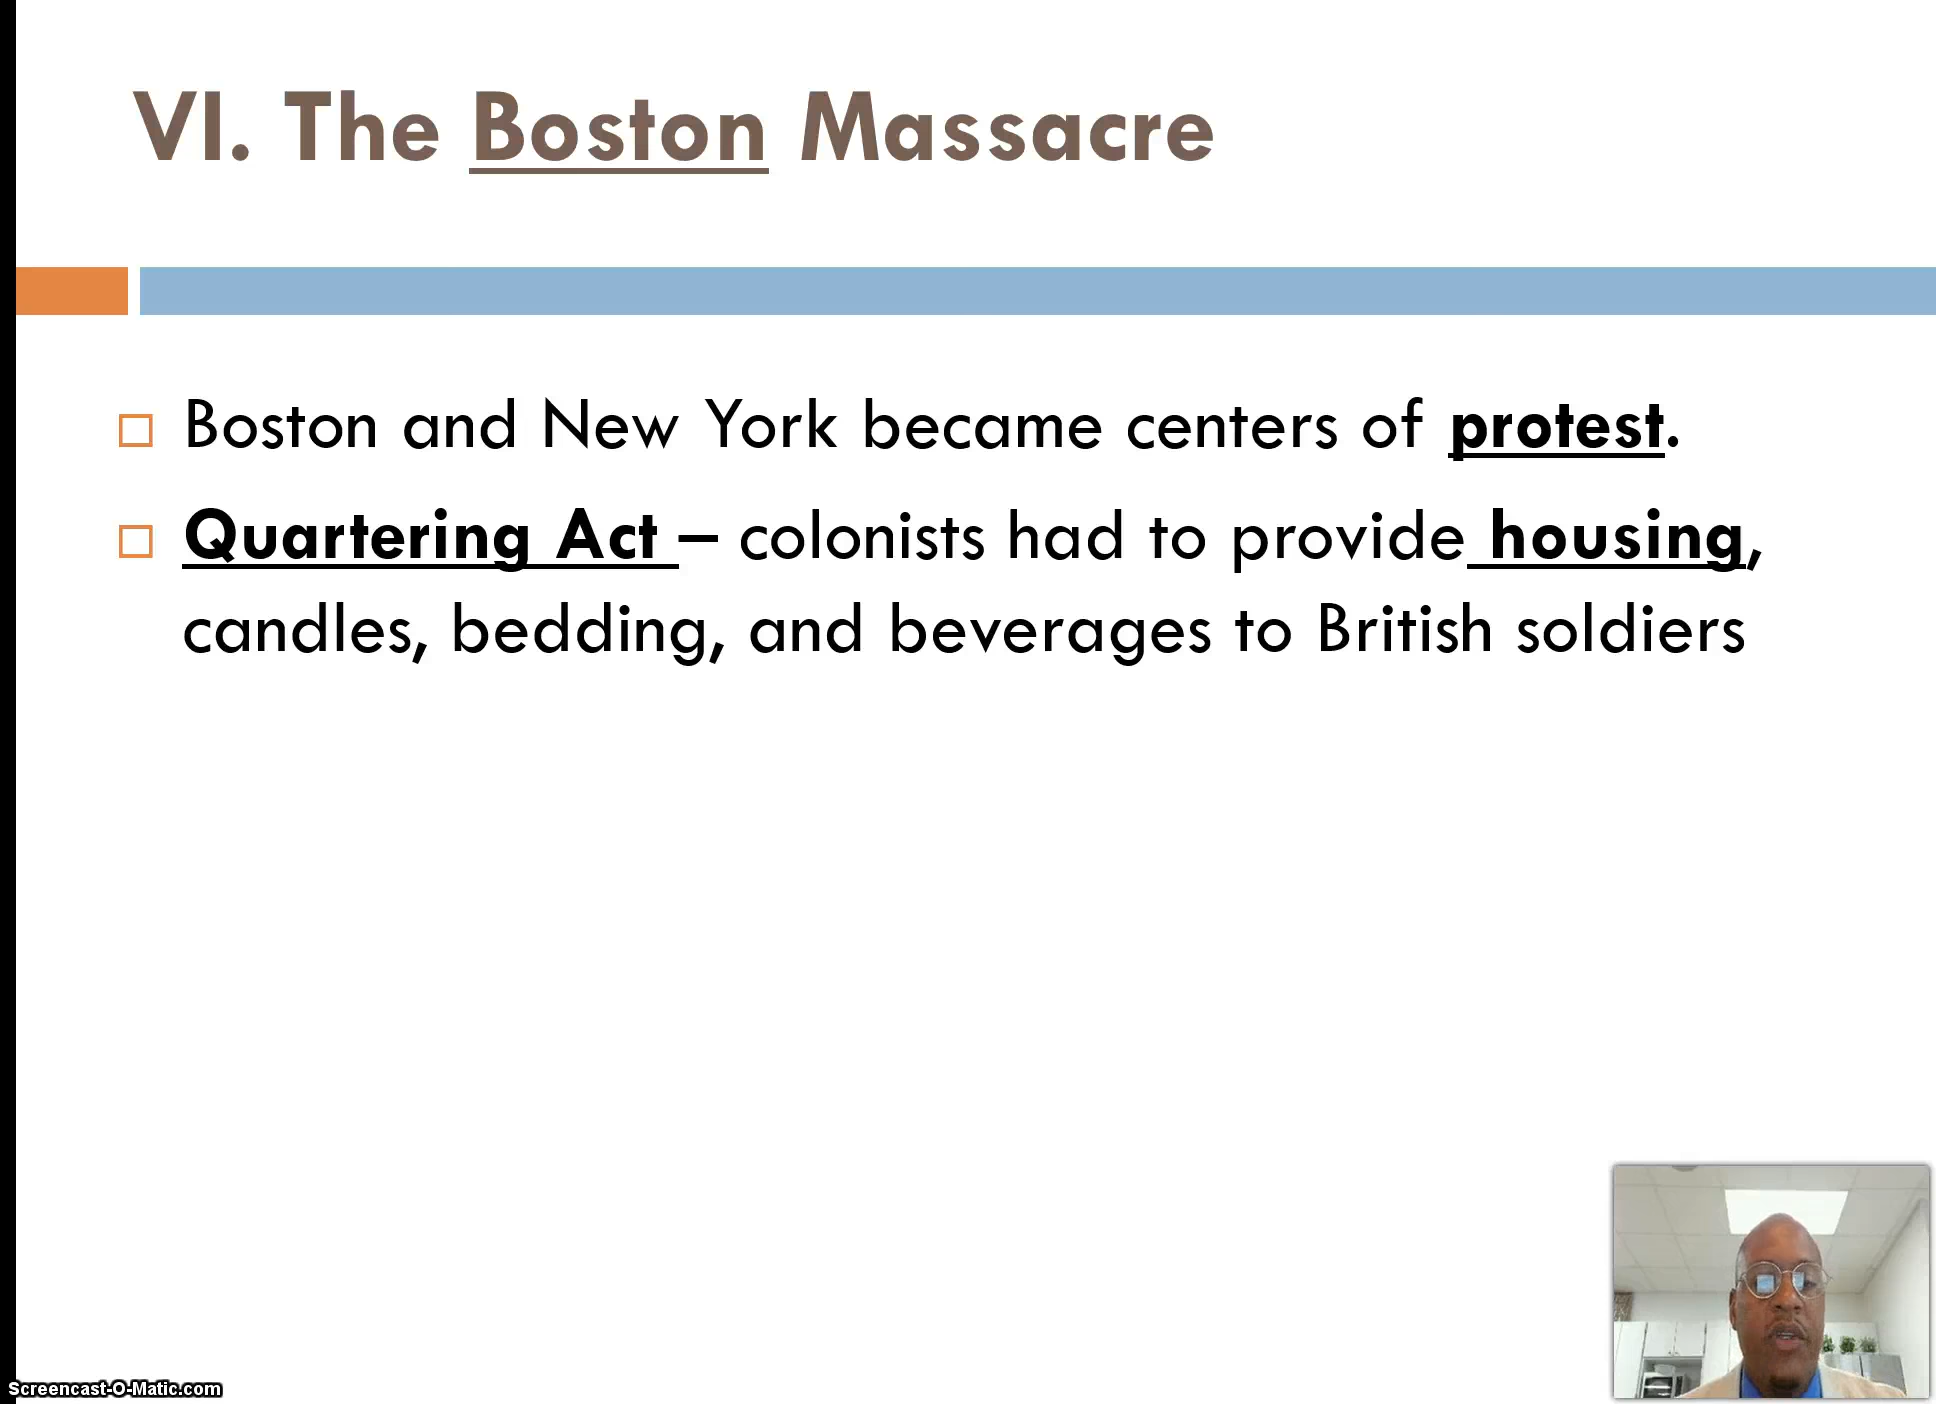 VI. The Boston Massacre
Boston and New York became centers of protest.
Quartering Act – colonists had to provide housing,
candles, bedding, and beverages to British soldiers
Screencast-O-Matic.com